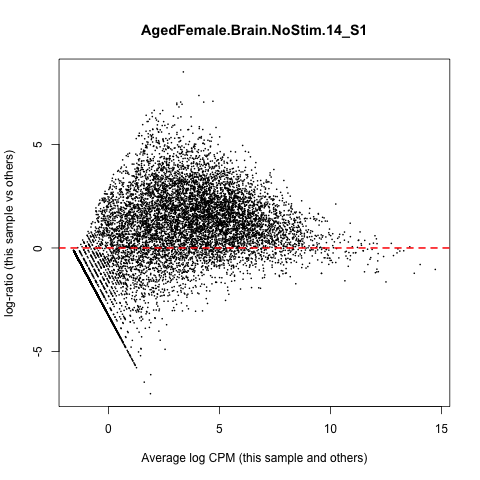 AgedFemale.Brain.NoStim.14_S1
log-ratio (this sample vs others)
5
0
-5
0
5
10
15
Average log CPM (this sample and others)